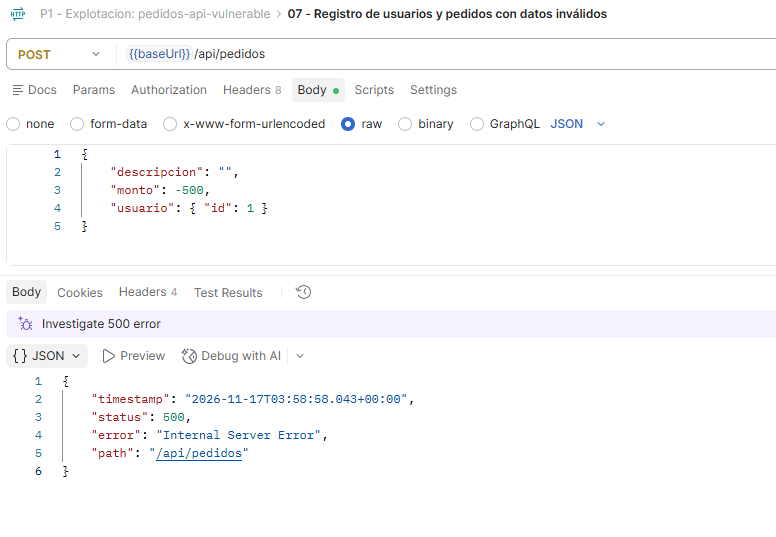 HTTP P1 - Explotacion: pedidos-api-vulnerable > 07 - Registro de usuarios y pedidos con datos inválidos
POST {{baseUrl}} /api/pedidos
Docs Params Authorization Headers 8 Body Scripts Settings
none form-data x-www-form-urlencoded raw binary GraphQL JSON
1 {
2 "descripcion": "",
3 "monto": -500,
4 "usuario": { "id": 1 }
5 }
Body Cookies Headers 4 Test Results
Investigate 500 error
{} JSON Preview Debug with AI
1 {
2 "timestamp": "2026-11-17T03:58:58.043+00:00",
3 "status": 500,
4 "error": "Internal Server Error",
5 "path": "/api/pedidos"
6 }